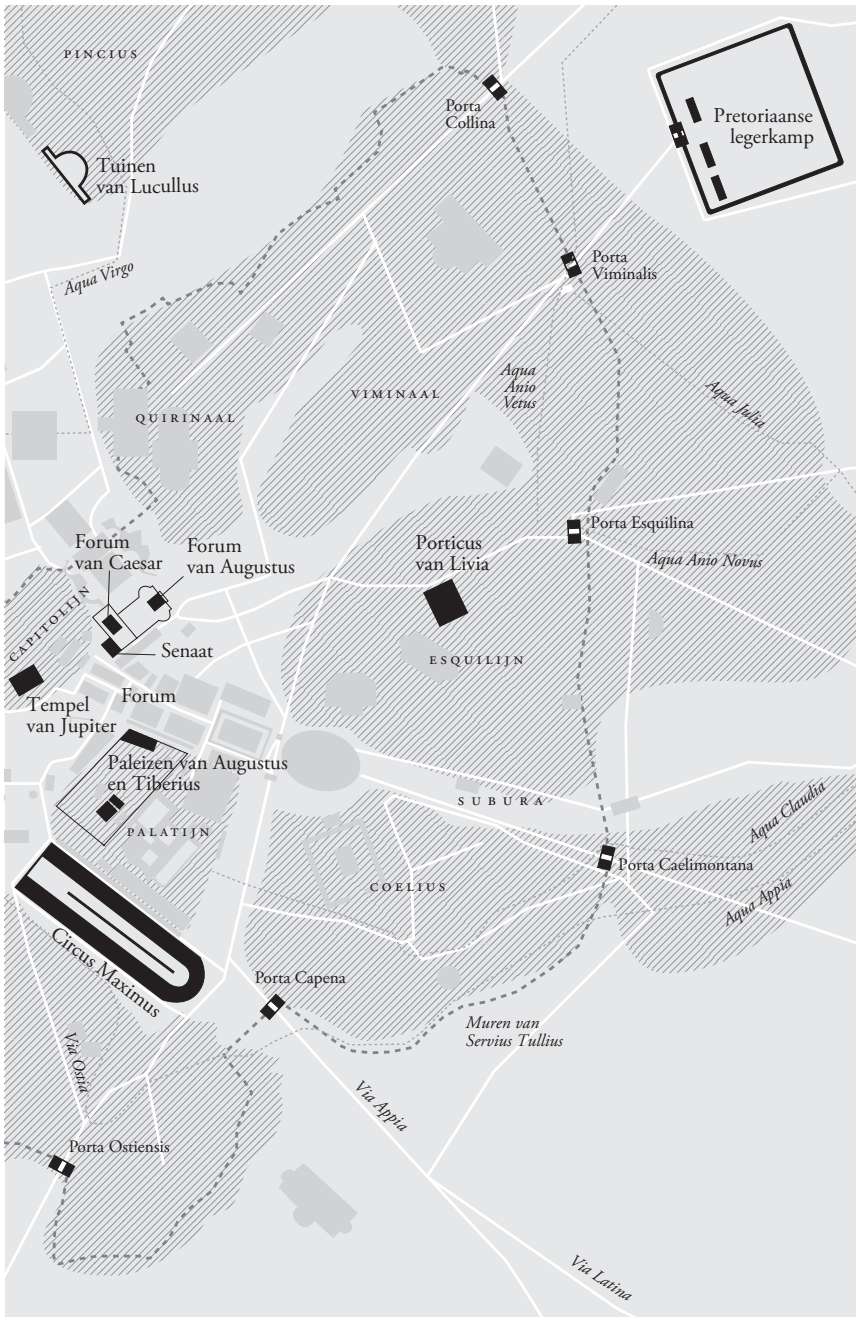 PINCIUS
Porta
Collina
Pretoriaanse
legerkamp
Tuinen
van Lucullus
Porta
Viminalis
Aqua Virgo
Aqua
Anio
Vetus
Aqua Julia
VIMINAAL
QUIRINAAL
Porta Esquilina
Forum
van Caesar
Forum
van Augustus
Porticus
van Livia
Aqua Anio Novus
CAPITOLIJN
Senaat
ESQUILIJN
Tempel
van Jupiter
Forum
Paleizen van Augustus
en Tiberius
SUBURA
Aqua Claudia
PALATIJN
Porta Caelimontana
COELIUS
Aqua Appia
Circus Maximus
Porta Capena
Muren van
Servius Tullius
Via Ostia
Via Appia
Porta Ostiensis
Via Latina